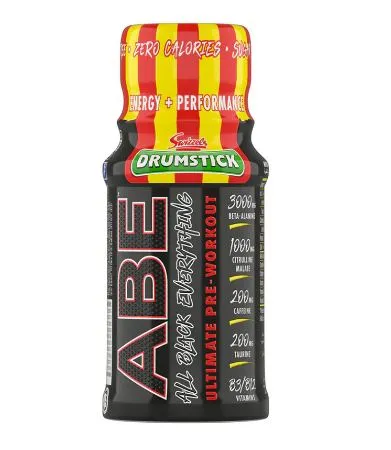 ZERO CALORIES
ENERGY + PERFORMANCE
Swizzels
DRUMSTICK
ABE
ALL BLACK EVERYTHING
ULTIMATE PRE-WORKOUT
3000MG
BETA-ALANINE
1000MG
CITRULLINE
MALATE
200MG
CAFFEINE
200MG
TAURINE
B3/B12
VITAMINS